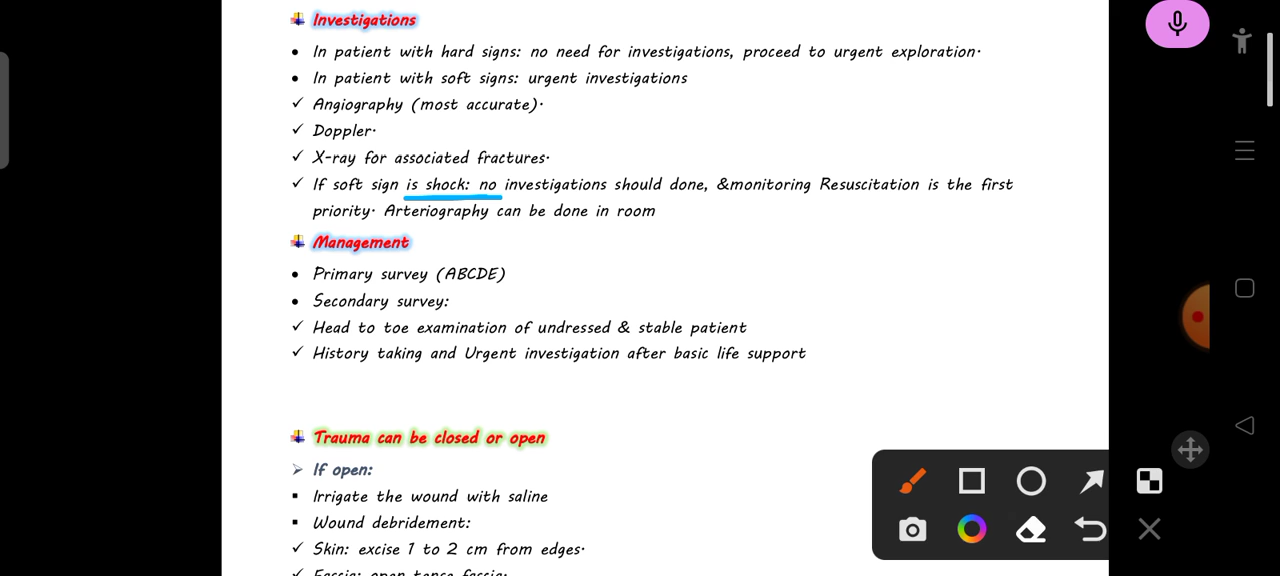 Investigations
• In patient with hard signs: no need for investigations, proceed to urgent exploration·
• In patient with soft signs: urgent investigations
✓ Angiography (most accurate)·
✓ Doppler·
✓ X-ray for associated fractures·
✓ If soft sign is shock: no investigations should done, &monitoring Resuscitation is the first
priority· Arteriography can be done in room
Management
• Primary survey (ABCDE)
• Secondary survey:
✓ Head to toe examination of undressed & stable patient
✓ History taking and Urgent investigation after basic life support
Trauma can be closed or open
➢ If open:
▪ Irrigate the wound with saline
▪ Wound debridement:
✓ Skin: excise 1 to 2 cm from edges·
✓ Fascia: open tense fascia·